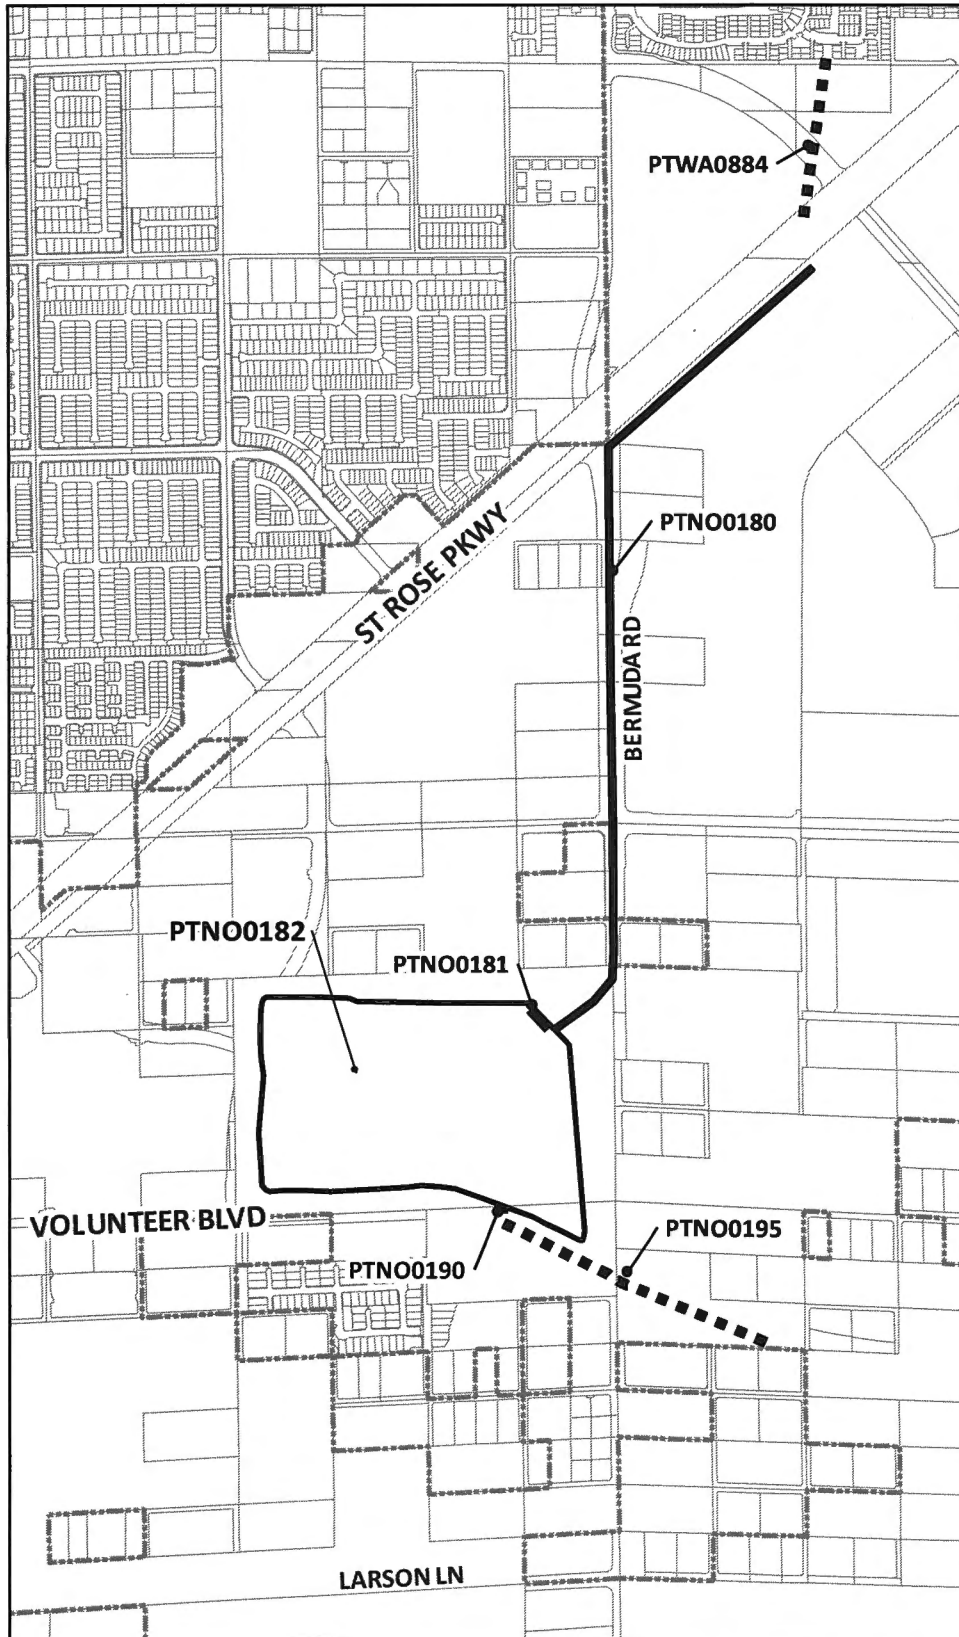 PTWA0884
PTNO0180
ST ROSE PKWY
BERMUDA RD
PTNO0182
PTNO0181
VOLUNTEER BLVD
PTNO0195
PTNO0190
LARSON LN